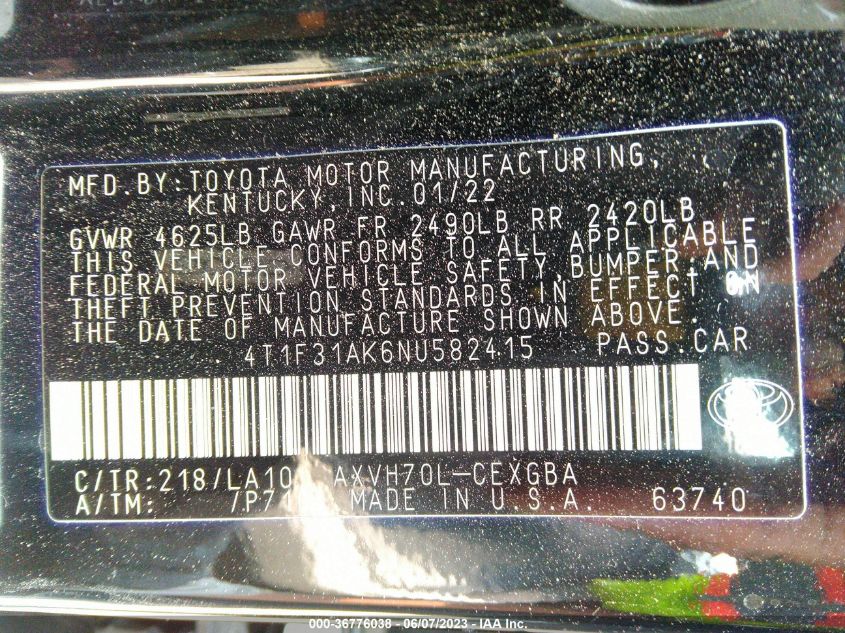 MFD.BY:TOYOTA MOTOR MANUFACTURING,
KENTUCKY,INC.01/22
GVWR 4625LB GAWR FR 2490LB RR 2420LB
THIS VEHICLE CONFORMS TO ALL APPLICABLE
FEDERAL MOTOR VEHICLE SAFETY,BUMPER,AND
THEFT PREVENTION STANDARDS IN EFFECT ON
THE DATE OF MANUFACTURE SHOWN ABOVE.
4T1F31AK6NU582415 PASS.CAR
C/TR:218/LA10 AXVH70L-CEXGBA
A/TM: /P71 MADE IN U.S.A. 63740
000-36776038 - 06/07/2023 - IAA Inc.